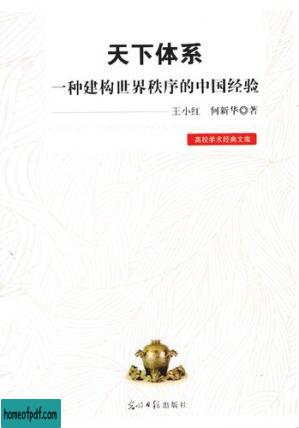 天下体系
一种建构世界秩序的中国经验
王小红 何新华◎著
高校学术经典文库
光明日报出版社
homeofpdf.com